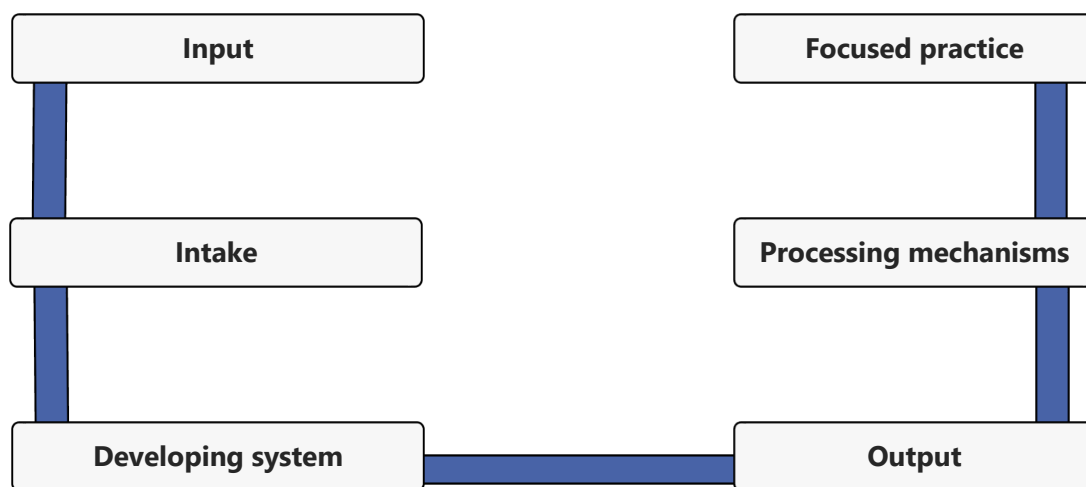 Input
Focused practice
Intake
Processing mechanisms
Developing system
Output